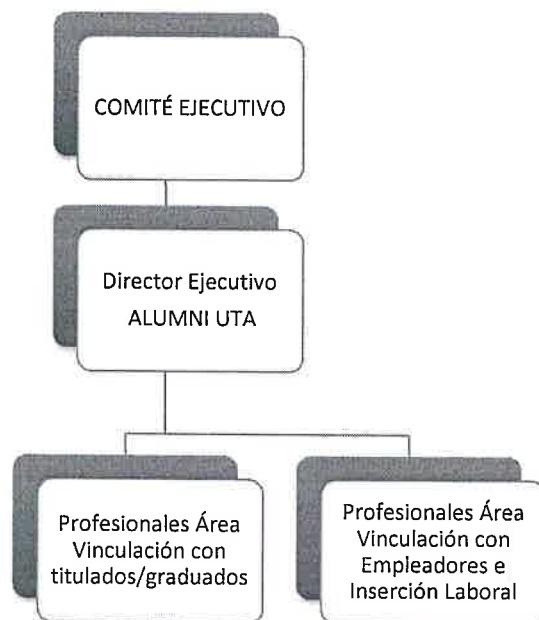 COMITÉ EJECUTIVO
Director Ejecutivo
ALUMNI UTA
Profesionales Área
Vinculación con
titulados/graduados
Profesionales Área
Vinculación con
Empleadores e
Inserción Laboral